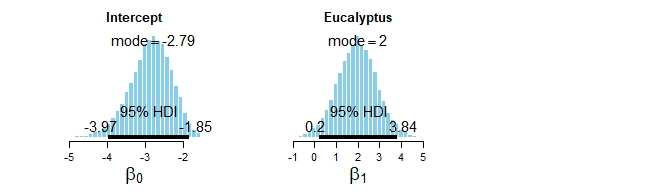 Intercept
mode = -2.79
95% HDI
-3.97 -1.85
-5 -4 -3 -2
β0
Eucalyptus
mode = 2
95% HDI
0.2 3.84
-1 0 1 2 3 4 5
β1